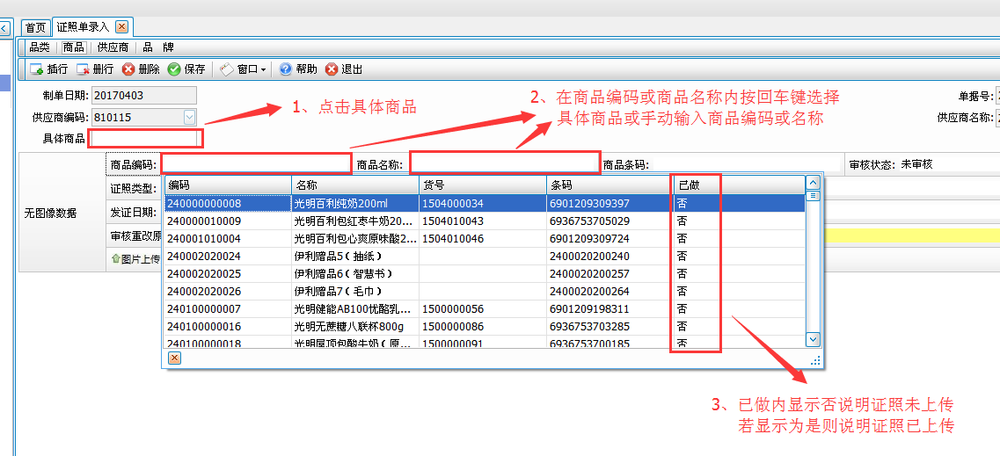 首页 证照单录入
品类 商品 供应商 品 牌
插行 删行 删除 保存 窗口 帮助 退出
制单日期: 20170403 单据号:
供应商编码: 810115 供应商名称:
具体商品
1、点击具体商品
2、在商品编码或商品名称内按回车键选择
具体商品或手动输入商品编码或名称
商品编码: 商品名称: 商品条码: 审核状态: 未审核
证照类型:
无图像数据
发证日期:
审核重改原
图片上传
编码 名称 货号 条码 已做
240000000008 光明百利纯奶200ml 1504000034 6901209309397 否
240000010009 光明百利包红枣牛奶20... 1504010043 6936753705029 否
240001010004 光明百利包心爽原味酸2... 1504010046 6901209309724 否
240002020024 伊利赠品5（抽纸） 2400020200240 否
240002020025 伊利赠品6（智慧书） 2400020200257 否
240002020026 伊利赠品7（毛巾） 2400020200264 否
240100000007 光明健能AB100优酪乳... 1500000056 6901209198311 否
240100000016 光明无蔗糖八联杯800g 1500000086 6936753703285 否
240100000018 光明屋顶包酸牛奶（原... 1500000091 6936753700185 否
3、已做内显示否说明证照未上传
若显示为是则说明证照已上传